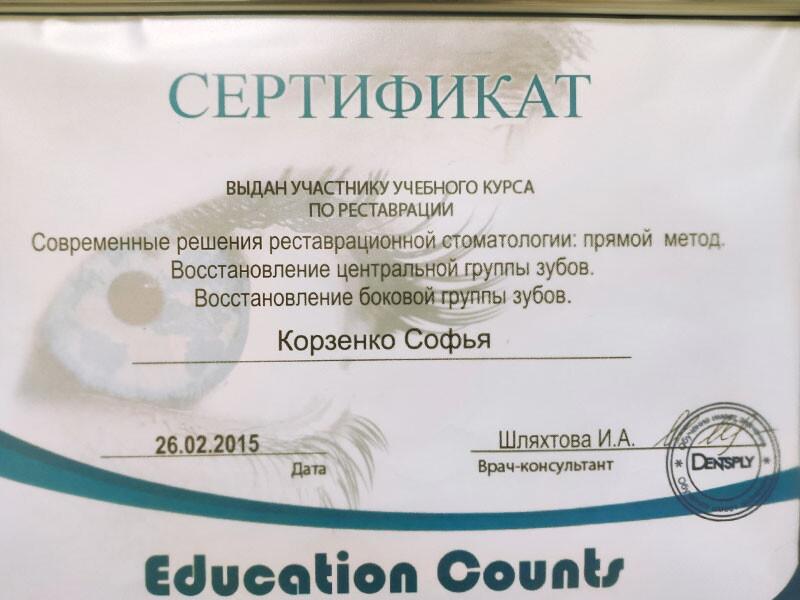 СЕРТИФИКАТ
ВЫДАН УЧАСТНИКУ УЧЕБНОГО КУРСА
ПО РЕСТАВРАЦИИ
Современные решения реставрационной стоматологии: прямой метод.
Восстановление центральной группы зубов.
Восстановление боковой группы зубов.
Корзенко Софья
26.02.2015
Шляхтова И.А.
Дата
Врач-консультант
DENTSPLY
Education Counts